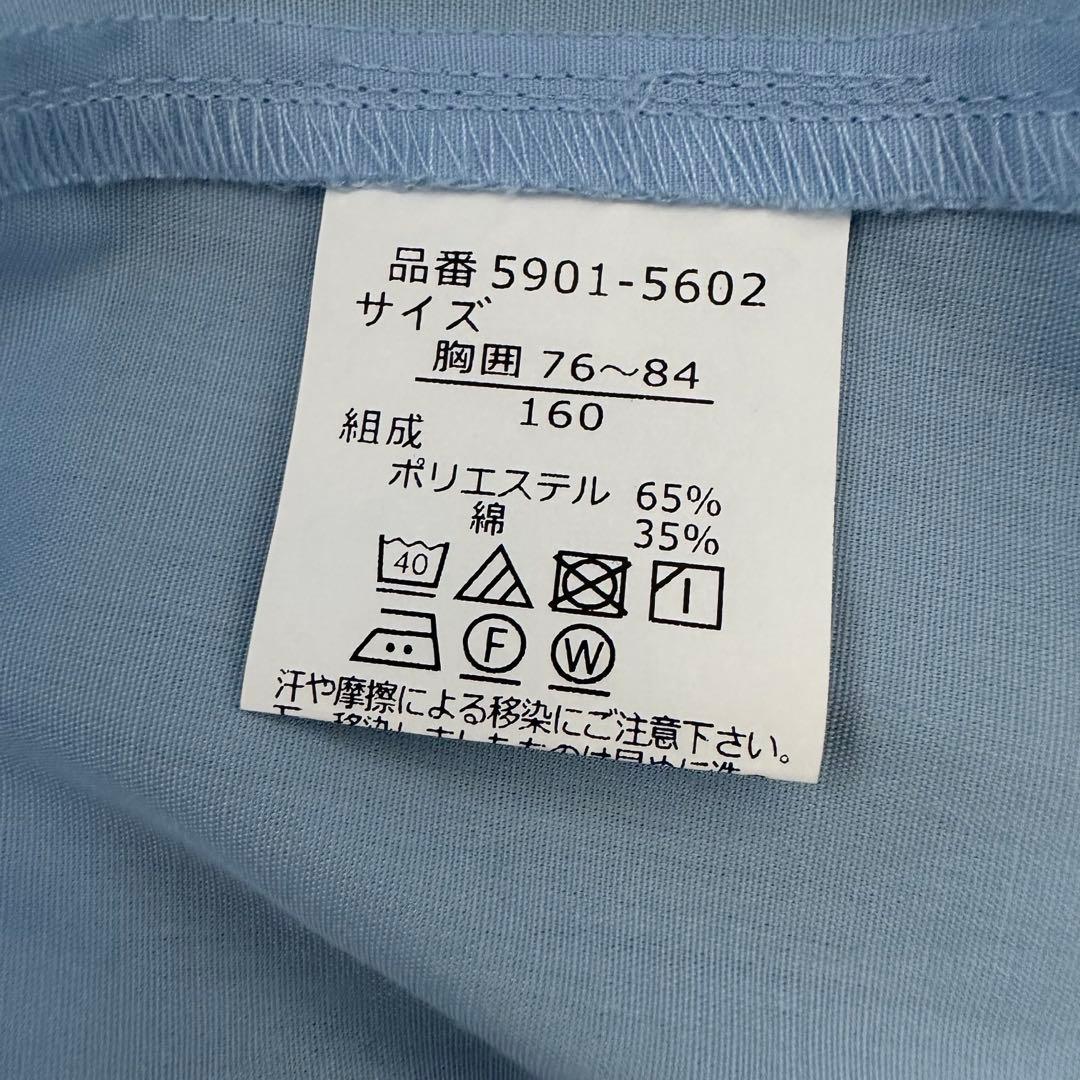 品番 5901-5602
サイズ
胸囲 76～84
160
組成
ポリエステル 65%
綿 35%
40
F W
汗や摩擦による移染にご注意下さい。